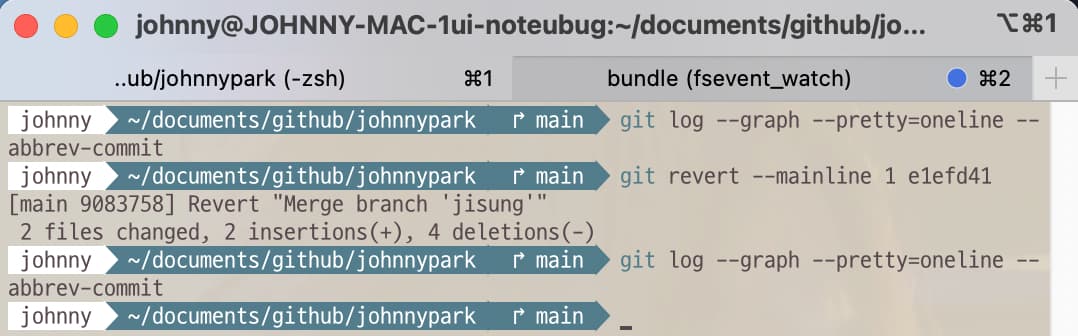 johnny@JOHNNY-MAC-1ui-noteubug:~/documents/github/jo... ⌥⌘1
..ub/johnnypark (-zsh) ⌘1 bundle (fsevent_watch) ⌘2 +
johnny ~/documents/github/johnnypark ↱ main git log --graph --pretty=oneline --
abbrev-commit
johnny ~/documents/github/johnnypark ↱ main git revert --mainline 1 e1efd41
[main 9083758] Revert "Merge branch 'jisung'"
2 files changed, 2 insertions(+), 4 deletions(-)
johnny ~/documents/github/johnnypark ↱ main git log --graph --pretty=oneline --
abbrev-commit
johnny ~/documents/github/johnnypark ↱ main _